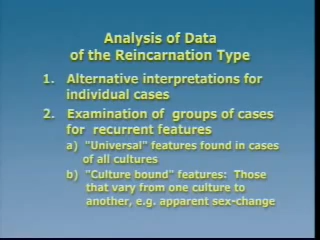 Analysis of Data
of the Reincarnation Type
1. Alternative interpretations for
individual cases
2. Examination of groups of cases
for recurrent features
a) "Universal" features found in cases
of all cultures
b) "Culture bound" features: Those
that vary from one culture to
another, e.g. apparent sex-change